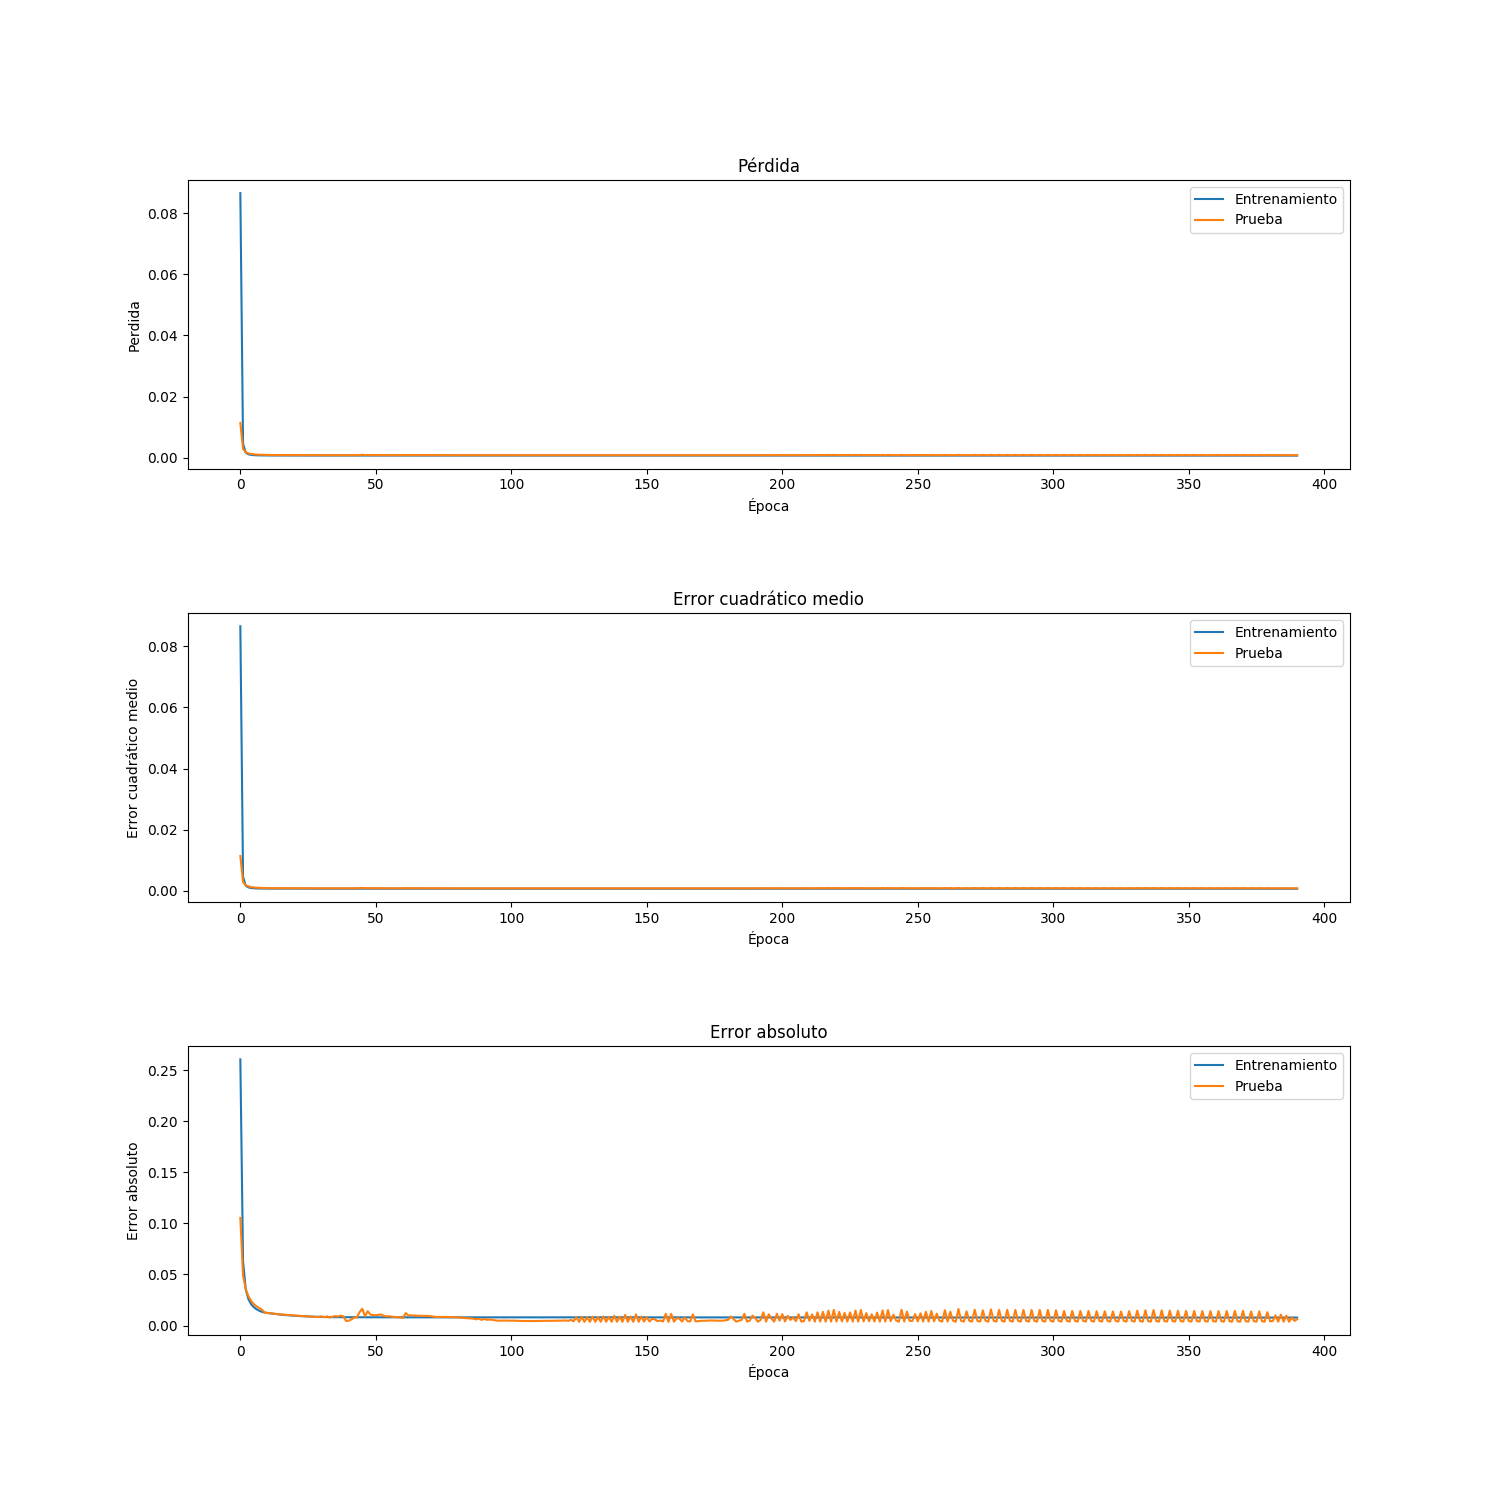 Pérdida
Entrenamiento
Prueba
0.08
0.06
0.04
0.02
0.00
Perdida
0 50 100 150 200 250 300 350 400
Época
Error cuadrático medio
Entrenamiento
Prueba
0.08
0.06
0.04
0.02
0.00
Error cuadrático medio
0 50 100 150 200 250 300 350 400
Época
Error absoluto
Entrenamiento
Prueba
0.25
0.20
0.15
0.10
0.05
0.00
Error absoluto
0 50 100 150 200 250 300 350 400
Época